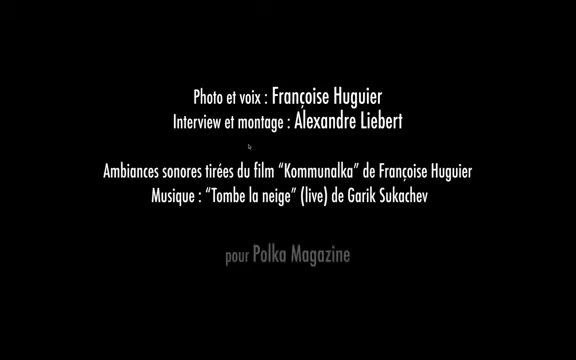 Photo et voix : Françoise Huguier
Interview et montage : Alexandre Liebert
Ambiances sonores tirées du film “Kommunalka” de Françoise Huguier
Musique : “Tombe la neige” (live) de Garik Sukachev
pour Polka Magazine